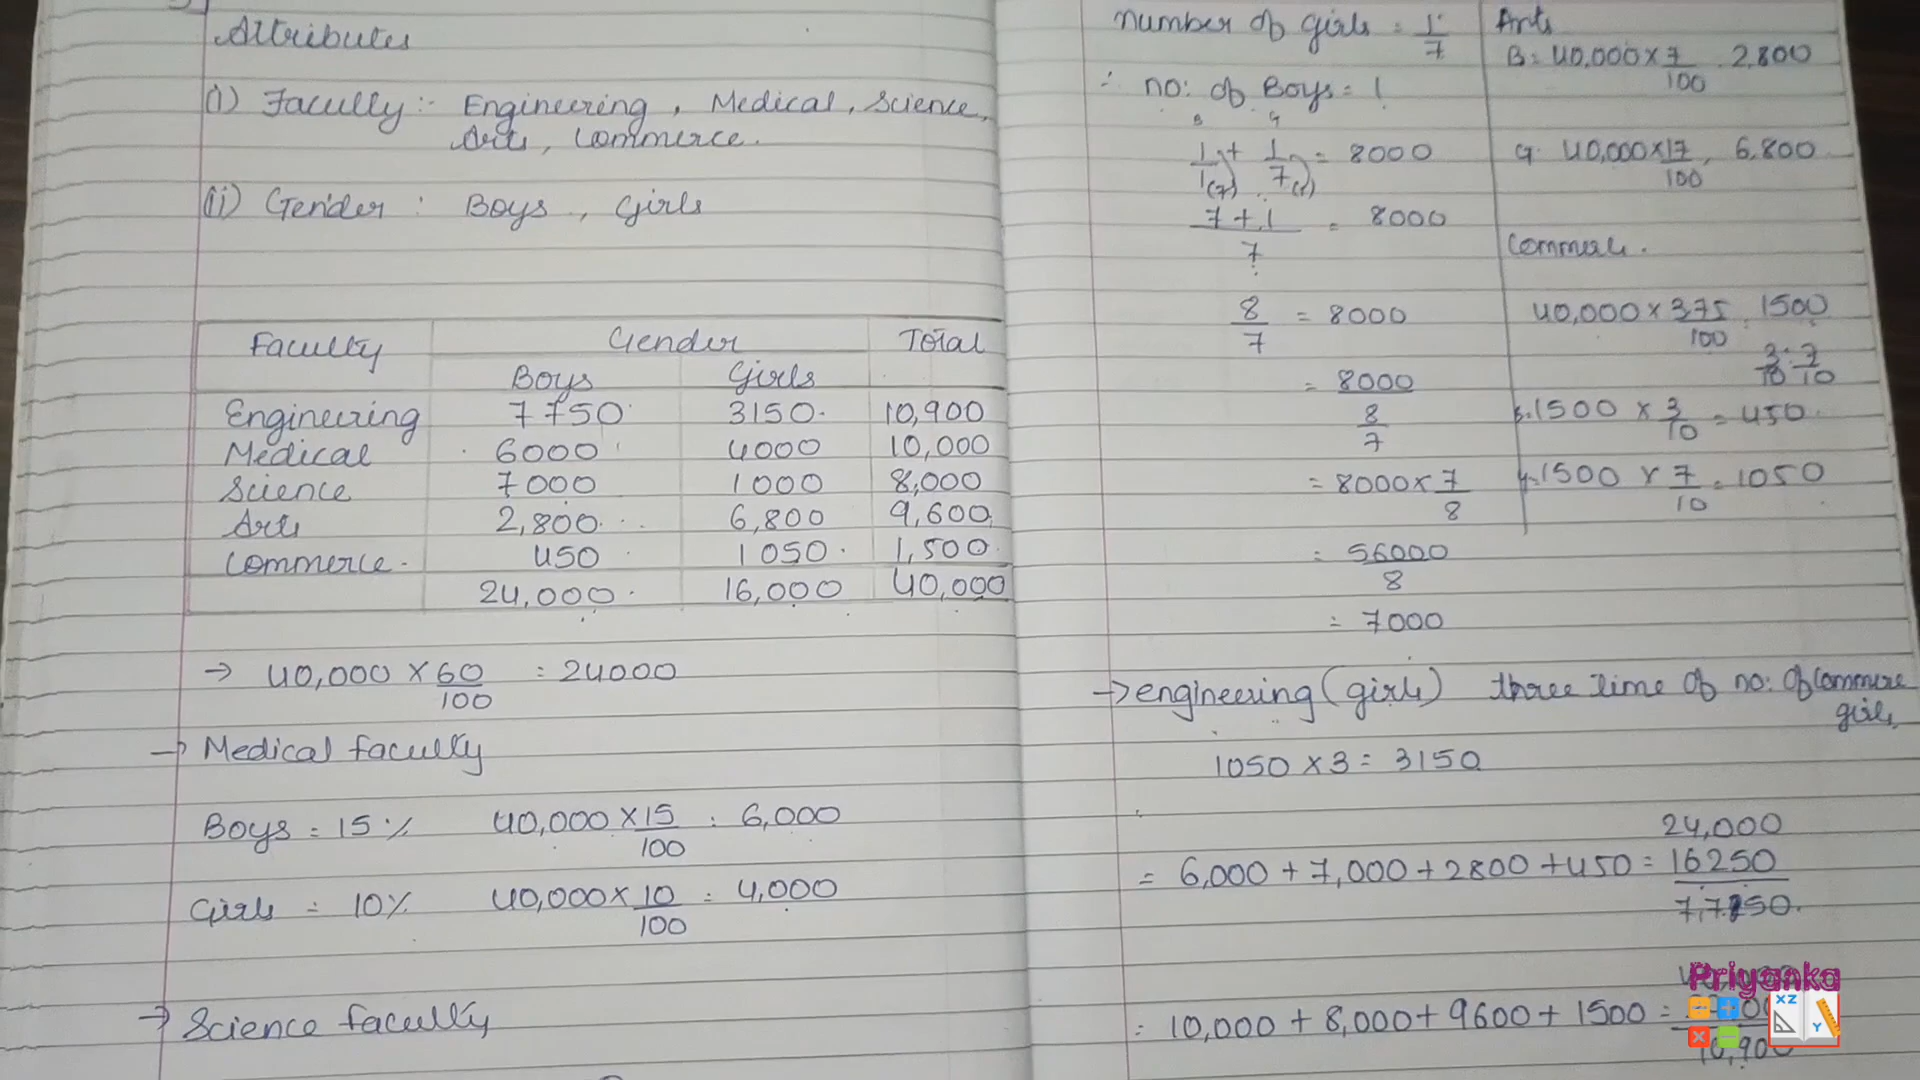 Attributes
(i) Faculty :- Engineering, Medical, Science,
Arts, Commerce.
(ii) Gender : Boys, Girls
Faculty Gender Total
Boys Girls
Engineering 7750 3150 10,900
Medical 6000 4000 10,000
Science 7000 1000 8,000
Arts 2,800 6,800 9,600
Commerce 450 1050 1,500
24,000 16,000 40,000
→ 40,000 × 60/100 = 24000
→ Medical faculty
Boys = 15% 40,000 × 15/100 = 6,000
Girls = 10% 40,000 × 10/100 = 4,000
→ Science faculty
number of girls = 1/7
∴ no: of Boys = 1
B G
1/1(7) + 1/7(1) = 8000
7+1/7 = 8000
8/7 = 8000
= 8000/8/7
= 8000 × 7/8
= 56000/8
= 7000
Arts
B = 40,000 × 7/100 = 2,800
G = 40,000 × 17/100 = 6,800
Commerce.
40,000 × 3.75/100 = 1500
3/10 : 7/10
B = 1500 × 3/10 = 450
G = 1500 × 7/10 = 1050
→ engineering (girls) three time of no: of Commerce
girls
1050 × 3 = 3150
24,000
= 6,000 + 7,000 + 2800 + 450 = 16250
7,750.
= 10,000 + 8,000 + 9600 + 1500 =
10,900
Priyanka
XZ
Y